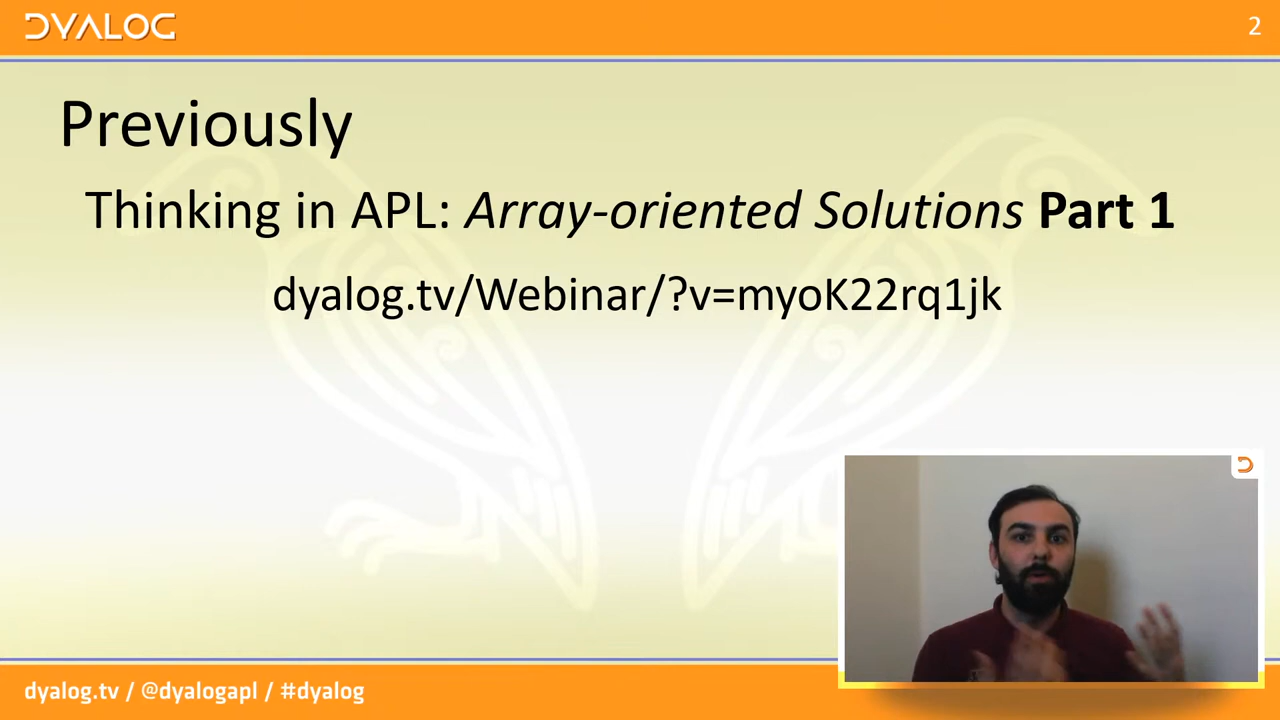 DYALOG
2
Previously
Thinking in APL: Array-oriented Solutions Part 1
dyalog.tv/Webinar/?v=myoK22rq1jk
dyalog.tv / @dyalogapl / #dyalog